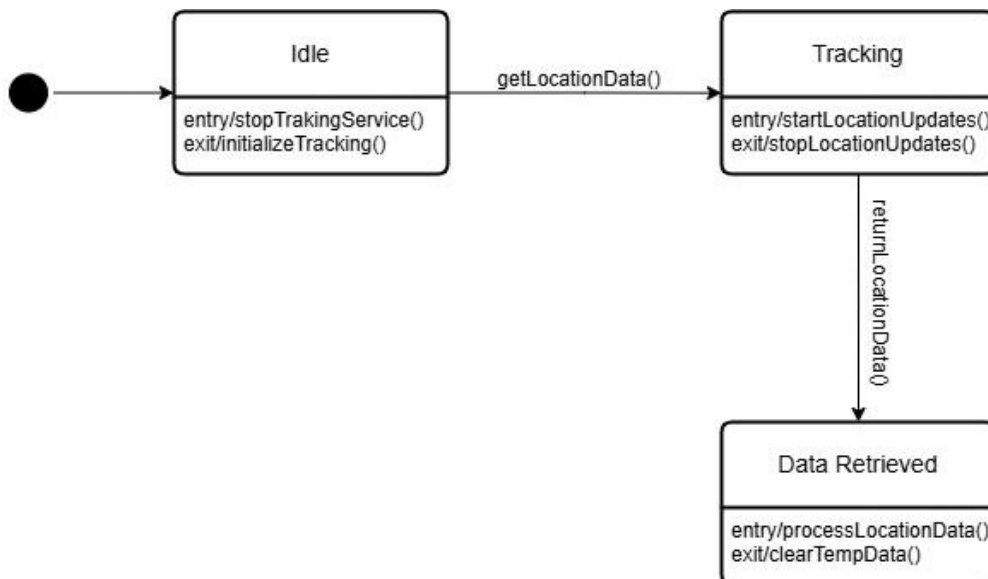 Idle
entry/stopTrakingService()
exit/initializeTracking()
getLocationData()
Tracking
entry/startLocationUpdates()
exit/stopLocationUpdates()
returnLocationData()
Data Retrieved
entry/processLocationData()
exit/clearTempData()